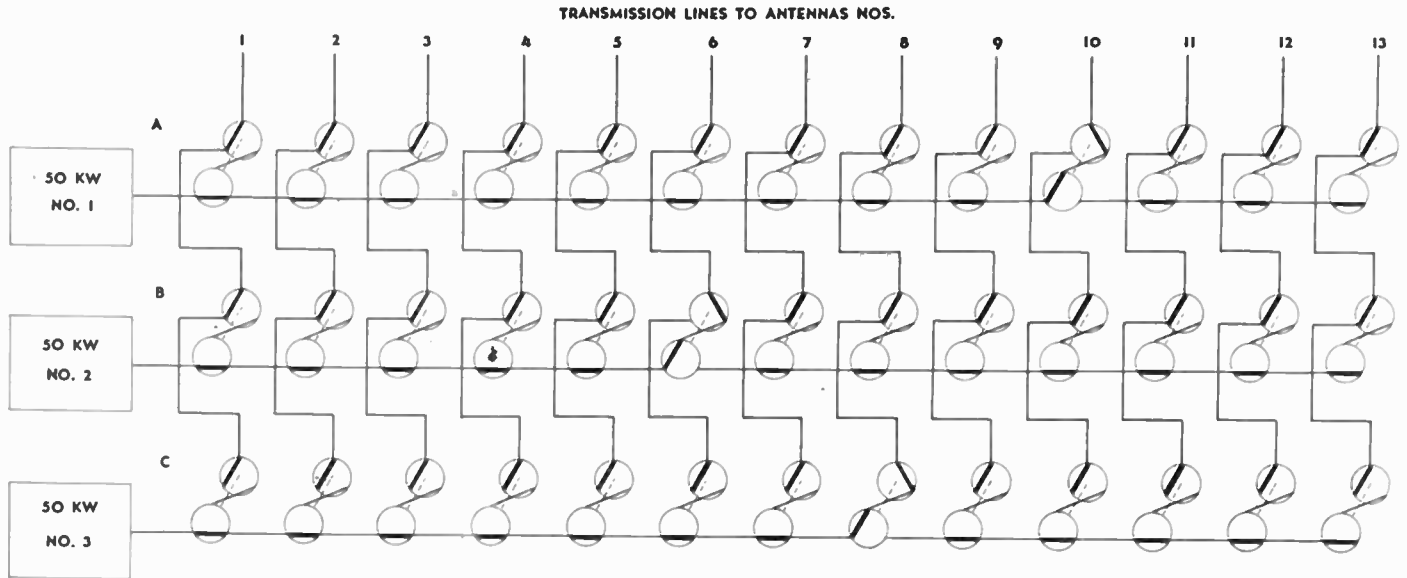 TRANSMISSION LINES TO ANTENNAS NOS.
1 2 3 4 5 6 7 8 9 10 11 12 13
A
50 KW
NO. 1
B
50 KW
NO. 2
C
50 KW
NO. 3